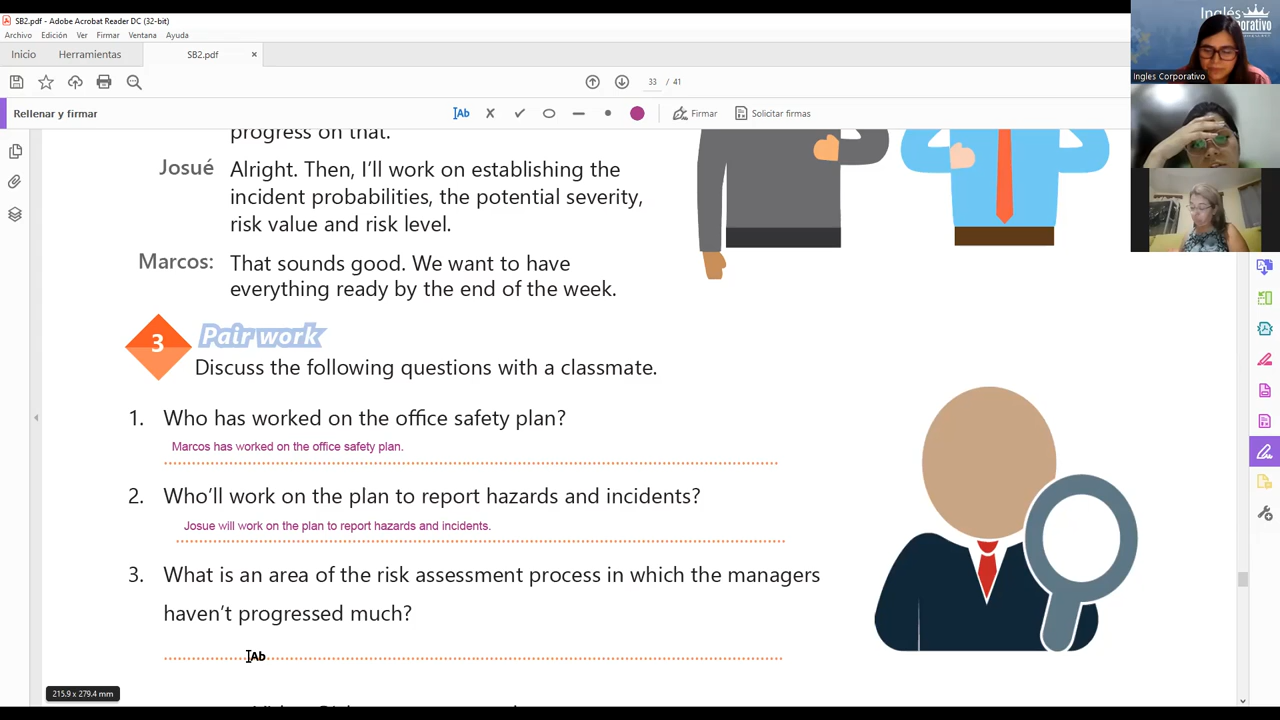 SB2.pdf - Adobe Acrobat Reader DC (32-bit)
Archivo Edición Ver Firmar Ventana Ayuda
Inicio Herramientas SB2.pdf ×
33 / 41
Rellenar y firmar
Ab Firmar Solicitar firmas
Inglés
Ingles Corporativo
progress on that.
Josué Alright. Then, I'll work on establishing the
incident probabilities, the potential severity,
risk value and risk level.
Marcos: That sounds good. We want to have
everything ready by the end of the week.
3 Pair work
Discuss the following questions with a classmate.
1. Who has worked on the office safety plan?
Marcos has worked on the office safety plan.
2. Who'll work on the plan to report hazards and incidents?
Josue will work on the plan to report hazards and incidents.
3. What is an area of the risk assessment process in which the managers
haven't progressed much?
Ab
215.9 x 279.4 mm